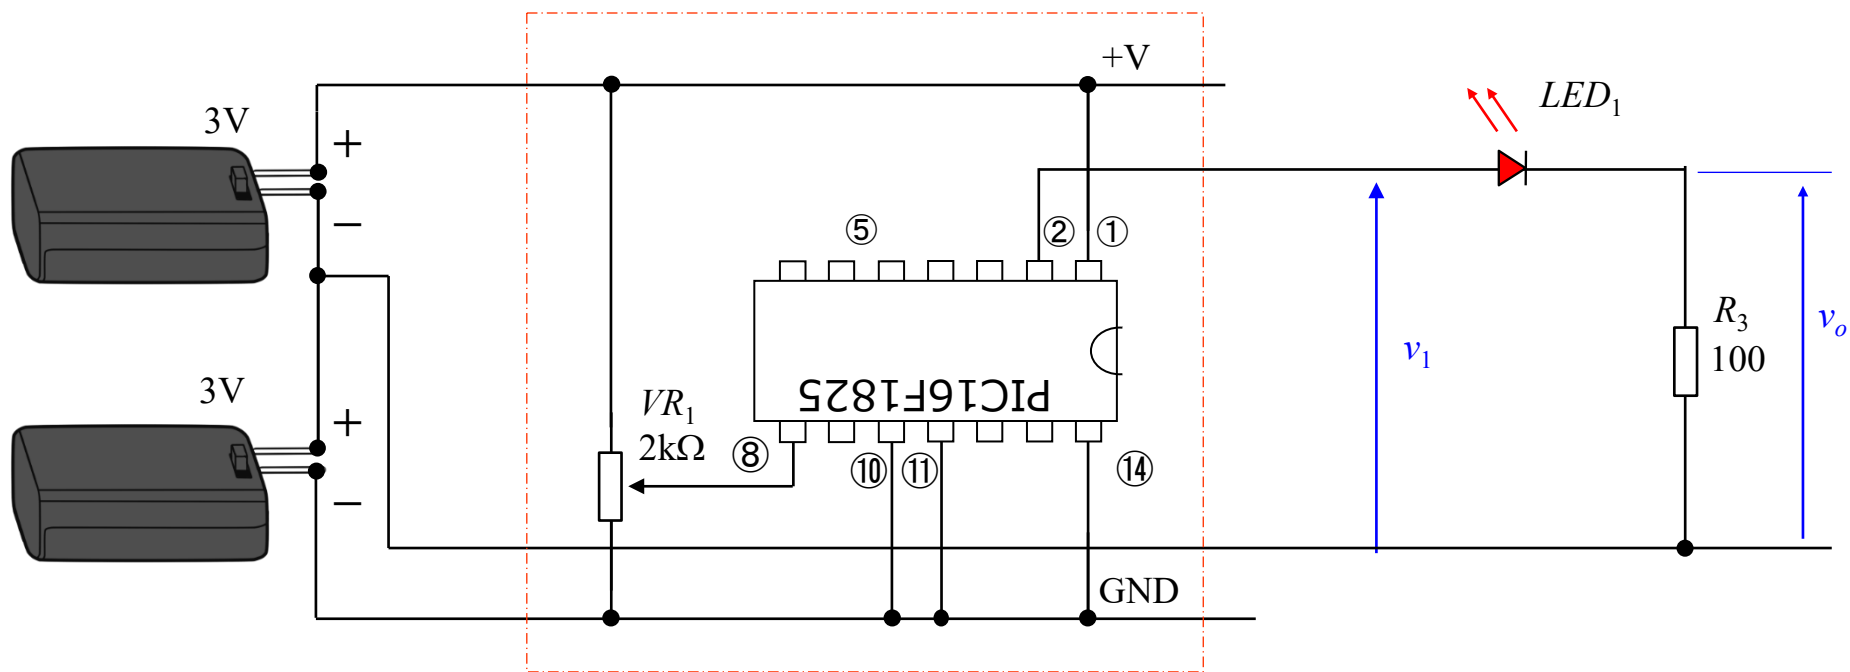 +V
LED₁
3V
+
−
⑤
②
①
R₃
100
v₁
vₒ
PIC16F1825
3V
+
−
VR₁
2kΩ
⑧
⑩
⑪
⑭
GND